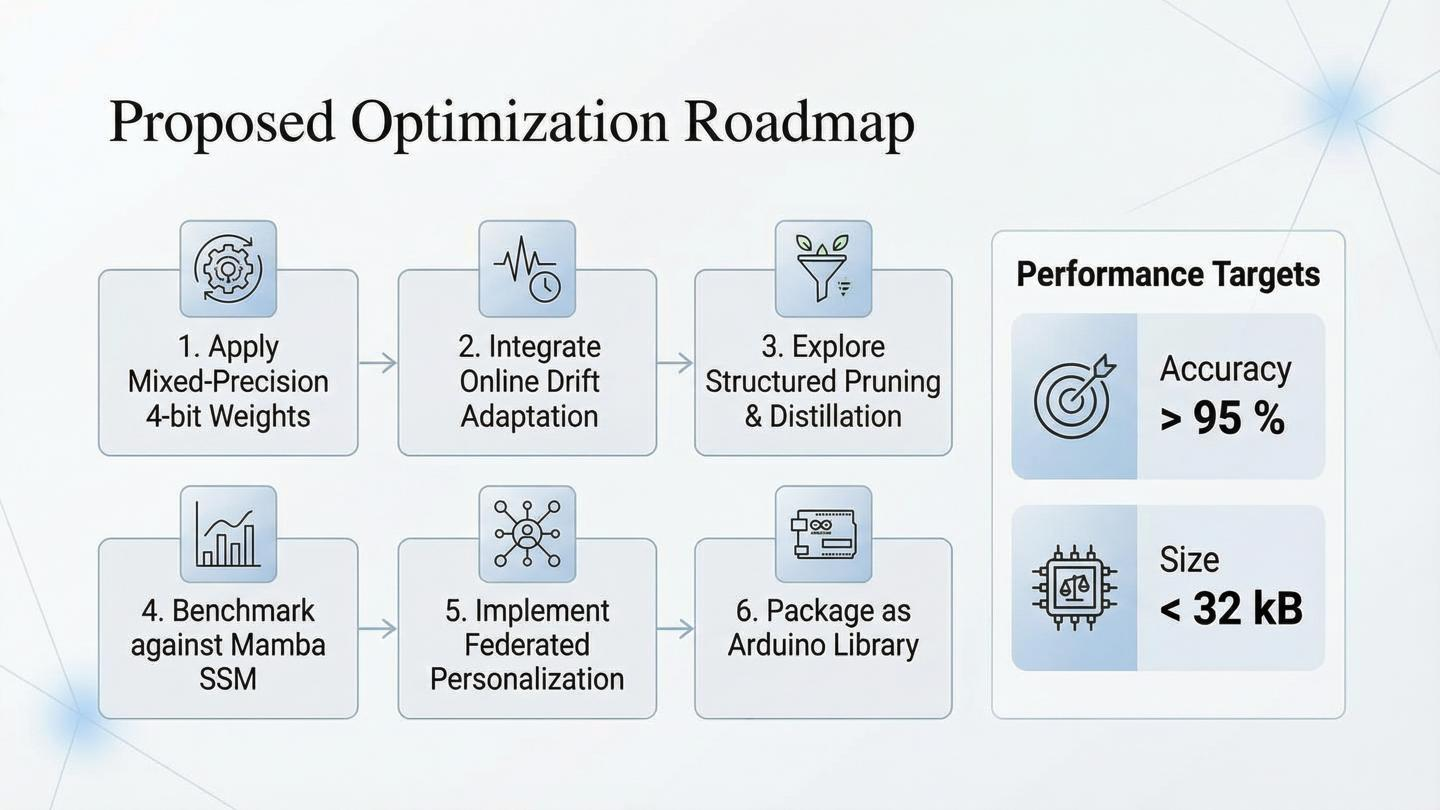 Proposed Optimization Roadmap
1. Apply
Mixed-Precision
4-bit Weights
2. Integrate
Online Drift
Adaptation
3. Explore
Structured Pruning
& Distillation
4. Benchmark
against Mamba
SSM
5. Implement
Federated
Personalization
6. Package as
Arduino Library
Performance Targets
Accuracy
> 95 %
Size
< 32 kB